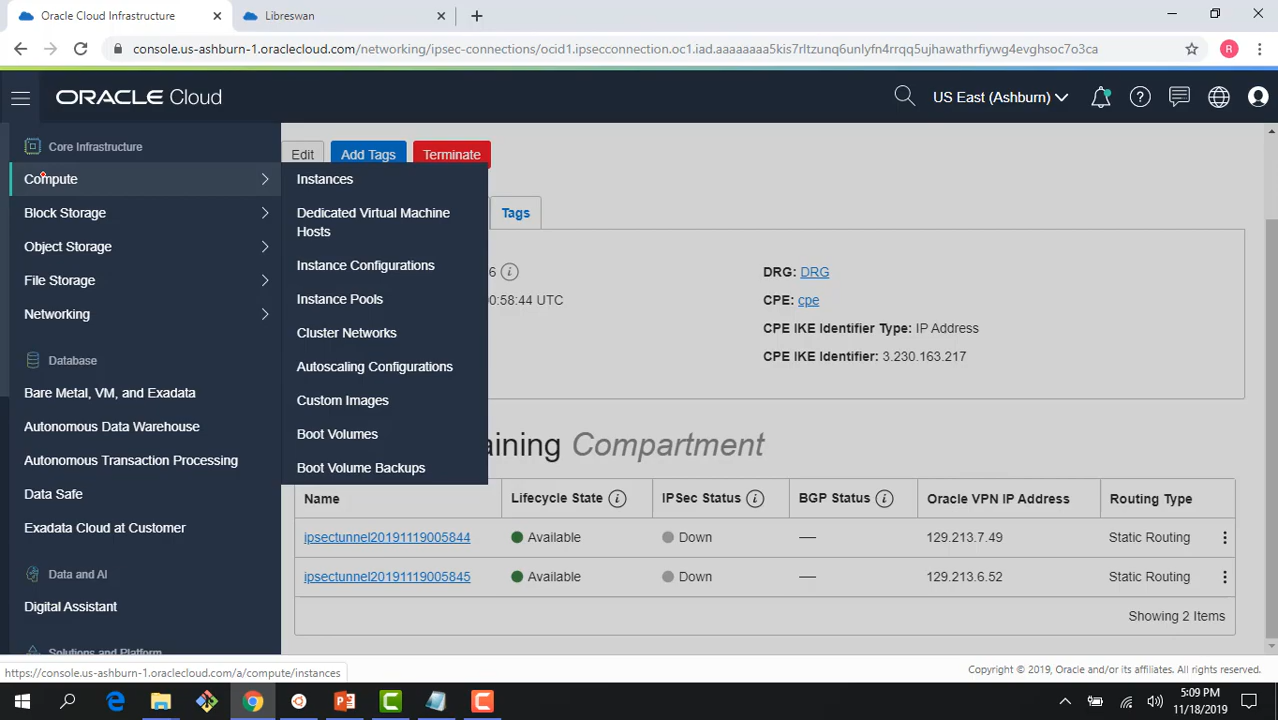 Oracle Cloud Infrastructure
Libreswan
console.us-ashburn-1.oraclecloud.com/networking/ipsec-connections/ocid1.ipsecconnection.oc1.iad.aaaaaaaa5kis7rltzunq6unlyfn4rrqq5ujhawathrfiywg4evghsoc7o3ca
R
ORACLE Cloud
US East (Ashburn)
Core Infrastructure
Compute
Block Storage
Object Storage
File Storage
Networking
Database
Bare Metal, VM, and Exadata
Autonomous Data Warehouse
Autonomous Transaction Processing
Data Safe
Exadata Cloud at Customer
Data and AI
Digital Assistant
Solutions and Platform
Instances
Dedicated Virtual Machine
Hosts
Instance Configurations
Instance Pools
Cluster Networks
Autoscaling Configurations
Custom Images
Boot Volumes
Boot Volume Backups
Edit
Add Tags
Terminate
Tags
6
0:58:44 UTC
DRG: DRG
CPE: cpe
CPE IKE Identifier Type: IP Address
CPE IKE Identifier: 3.230.163.217
aining Compartment
Name Lifecycle State IPSec Status BGP Status Oracle VPN IP Address Routing Type
ipsectunnel20191119005844 Available Down — 129.213.7.49 Static Routing
ipsectunnel20191119005845 Available Down — 129.213.6.52 Static Routing
Showing 2 Items
https://console.us-ashburn-1.oraclecloud.com/a/compute/instances
Copyright © 2019, Oracle and/or its affiliates. All rights reserved.
5:09 PM
11/18/2019